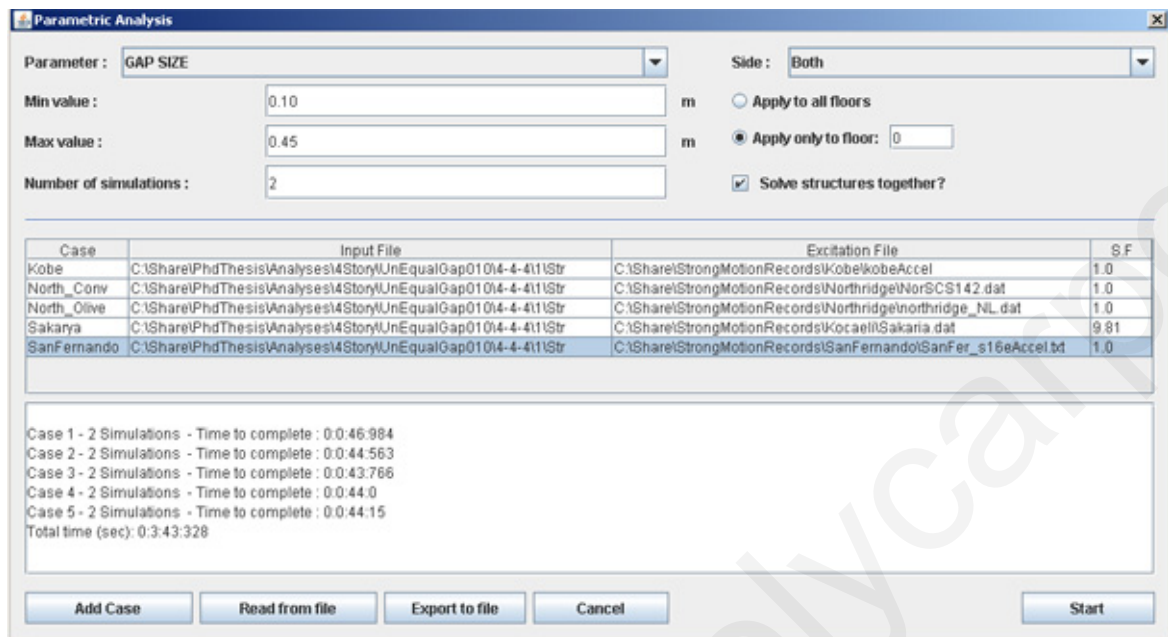 Parametric Analysis
Parameter : GAP SIZE Side : Both
Min value : 0.10 m Apply to all floors
Max value : 0.45 m Apply only to floor: 0
Number of simulations : 2 Solve structures together?
Case Input File Excitation File S.F
Kobe C:\Share\PhdThesis\Analyses\4Story\UnEqualGap010\4-4-4\1\Str C:\Share\StrongMotionRecords\Kobe\kobeAccel 1.0
North_Conv C:\Share\PhdThesis\Analyses\4Story\UnEqualGap010\4-4-4\1\Str C:\Share\StrongMotionRecords\Northridge\NorSCS142.dat 1.0
North_Olive C:\Share\PhdThesis\Analyses\4Story\UnEqualGap010\4-4-4\1\Str C:\Share\StrongMotionRecords\Northridge\northridge_NL.dat 1.0
Sakarya C:\Share\PhdThesis\Analyses\4Story\UnEqualGap010\4-4-4\1\Str C:\Share\StrongMotionRecords\Kocaeli\Sakaria.dat 9.81
SanFernando C:\Share\PhdThesis\Analyses\4Story\UnEqualGap010\4-4-4\1\Str C:\Share\StrongMotionRecords\SanFernando\SanFer_s16eAccel.txt 1.0
Case 1 - 2 Simulations - Time to complete : 0:0:46:984
Case 2 - 2 Simulations - Time to complete : 0:0:44:563
Case 3 - 2 Simulations - Time to complete : 0:0:43:766
Case 4 - 2 Simulations - Time to complete : 0:0:44:0
Case 5 - 2 Simulations - Time to complete : 0:0:44:15
Total time (sec): 0:3:43:328
Add Case Read from file Export to file Cancel Start